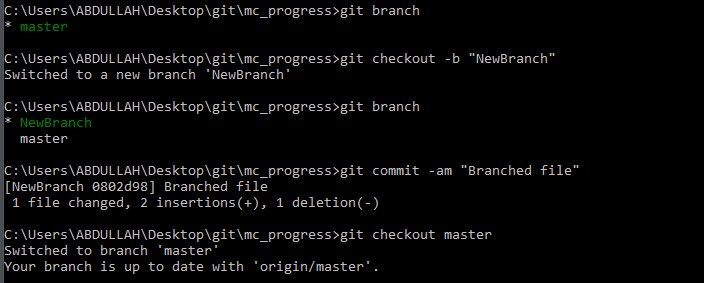 C:\Users\ABDULLAH\Desktop\git\mc_progress>git branch
* master
C:\Users\ABDULLAH\Desktop\git\mc_progress>git checkout -b "NewBranch"
Switched to a new branch 'NewBranch'
C:\Users\ABDULLAH\Desktop\git\mc_progress>git branch
* NewBranch
  master
C:\Users\ABDULLAH\Desktop\git\mc_progress>git commit -am "Branched file"
[NewBranch 0802d98] Branched file
 1 file changed, 2 insertions(+), 1 deletion(-)
C:\Users\ABDULLAH\Desktop\git\mc_progress>git checkout master
Switched to branch 'master'
Your branch is up to date with 'origin/master'.